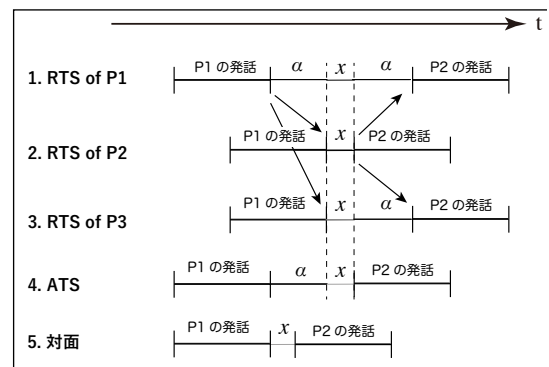 t
P1 の発話 α x α P2 の発話
1. RTS of P1
P1 の発話 x P2 の発話
2. RTS of P2
P1 の発話 x α P2 の発話
3. RTS of P3
P1 の発話 α x P2 の発話
4. ATS
P1 の発話 x P2 の発話
5. 対面